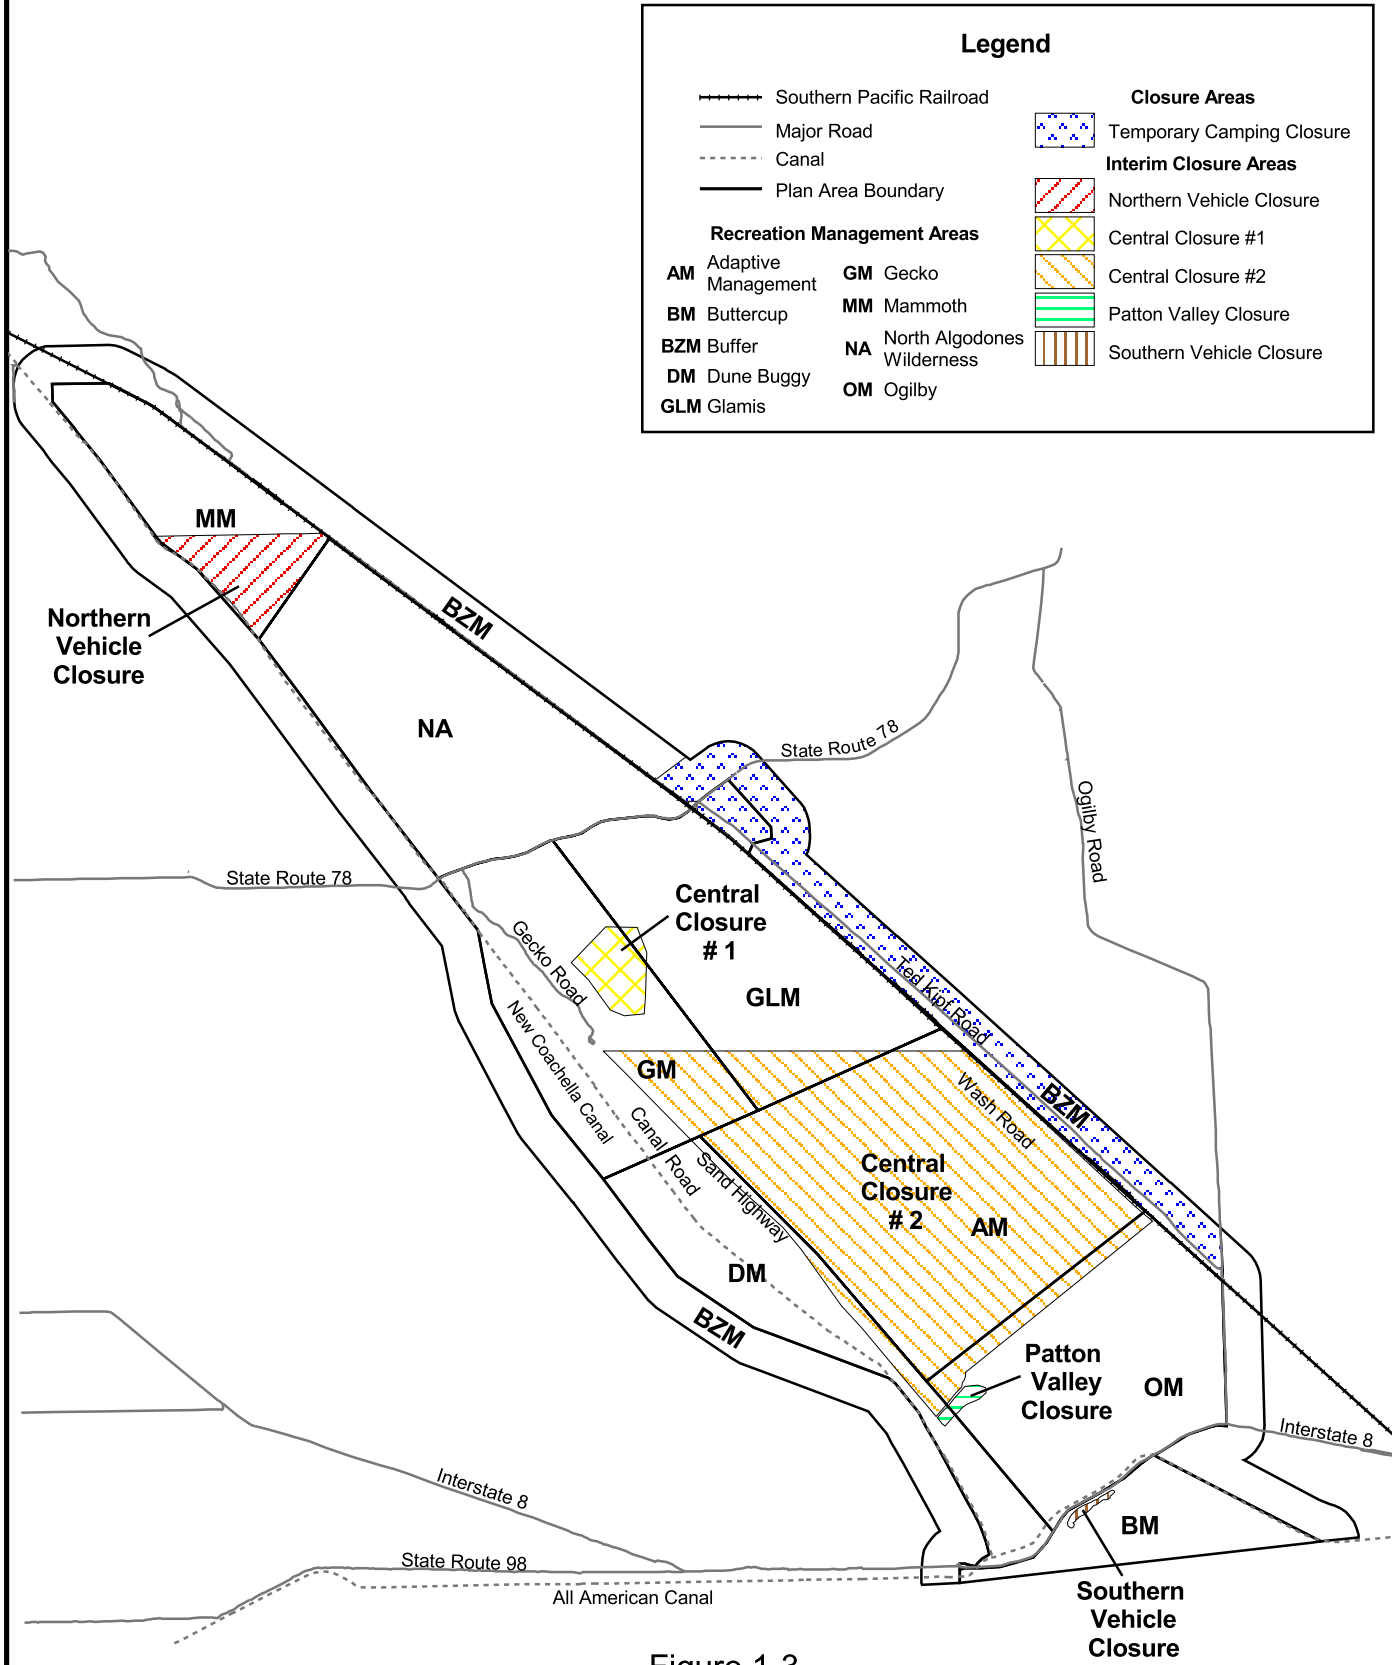 Legend
Southern Pacific Railroad
Major Road
Canal
Plan Area Boundary
Recreation Management Areas
AM Adaptive
Management
BM Buttercup
BZM Buffer
DM Dune Buggy
GLM Glamis
GM Gecko
MM Mammoth
NA North Algodones
Wilderness
OM Ogilby
Closure Areas
Temporary Camping Closure
Interim Closure Areas
Northern Vehicle Closure
Central Closure #1
Central Closure #2
Patton Valley Closure
Southern Vehicle Closure
MM
Northern
Vehicle
Closure
BZM
NA
State Route 78
Ogilby Road
State Route 78
Central
Closure
# 1
Gecko Road
GLM
Ted Kipf Road
New Coachella Canal
GM
Wash Road
BZM
Canal
Road
Sand Highway
Central
Closure
# 2
AM
DM
BZM
Patton
Valley
Closure
OM
Interstate 8
Interstate 8
BM
State Route 98
All American Canal
Southern
Vehicle
Closure
Figure 1-3